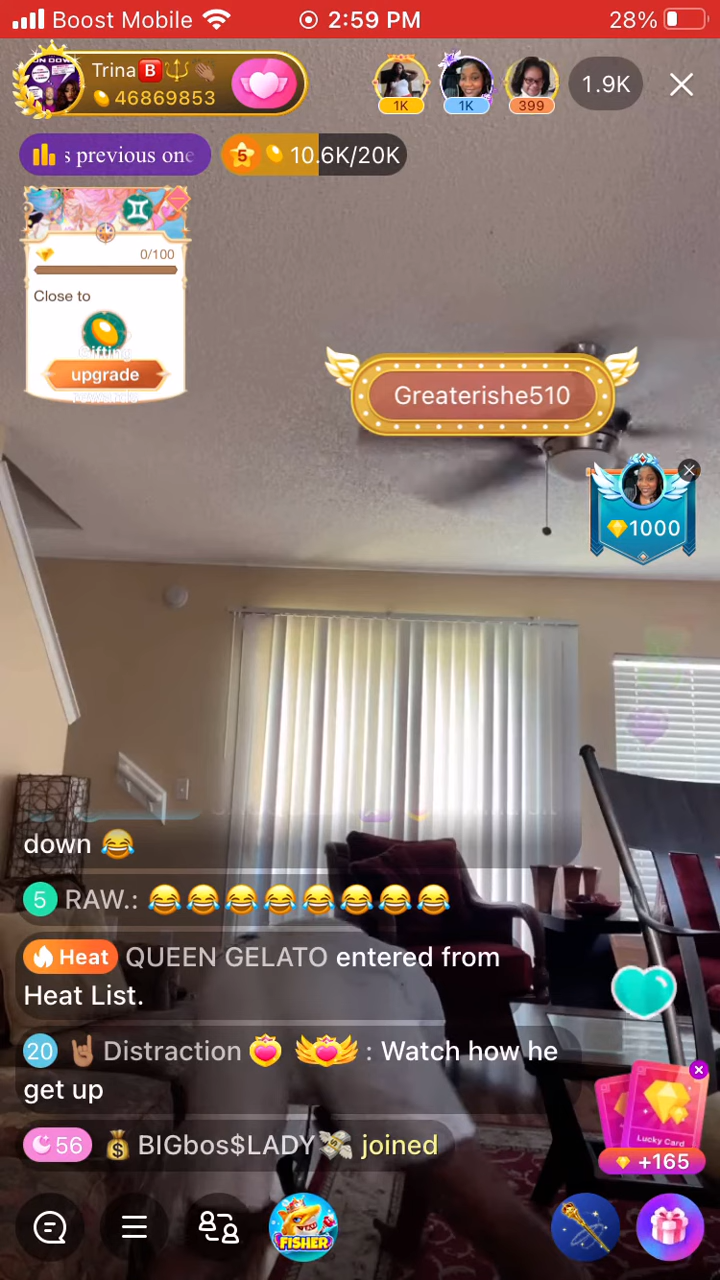 Boost Mobile 2:59 PM 28%
Trina🅱️🔱👏🏽
46869853
1K 1K 399 1.9K
s previous one 5 10.6K/20K
0/100
Close to
Gifting
upgrade
rewards
Greaterishe510
1000
down 😂
5 RAW.: 😂😂😂😂😂😂😂😂
Heat QUEEN GELATO entered from
Heat List.
20 🤘🏽 Distraction : Watch how he
get up
56 💰 BIGbos$LADY💸 joined
Lucky Card
+165
FISHER